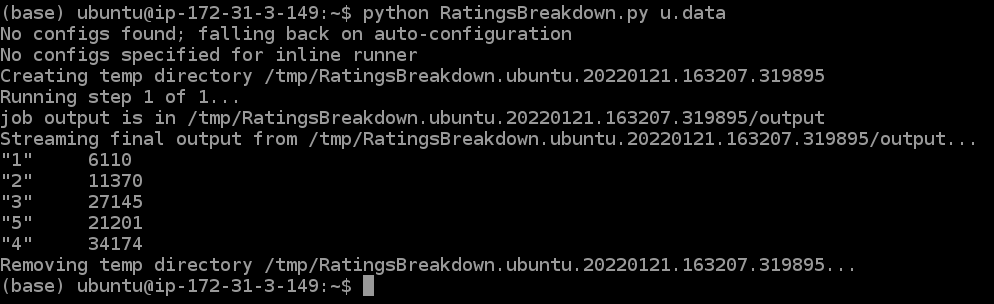 (base) ubuntu@ip-172-31-3-149:~$ python RatingsBreakdown.py u.data
No configs found; falling back on auto-configuration
No configs specified for inline runner
Creating temp directory /tmp/RatingsBreakdown.ubuntu.20220121.163207.319895
Running step 1 of 1...
job output is in /tmp/RatingsBreakdown.ubuntu.20220121.163207.319895/output
Streaming final output from /tmp/RatingsBreakdown.ubuntu.20220121.163207.319895/output...
"1"     6110
"2"     11370
"3"     27145
"5"     21201
"4"     34174
Removing temp directory /tmp/RatingsBreakdown.ubuntu.20220121.163207.319895...
(base) ubuntu@ip-172-31-3-149:~$